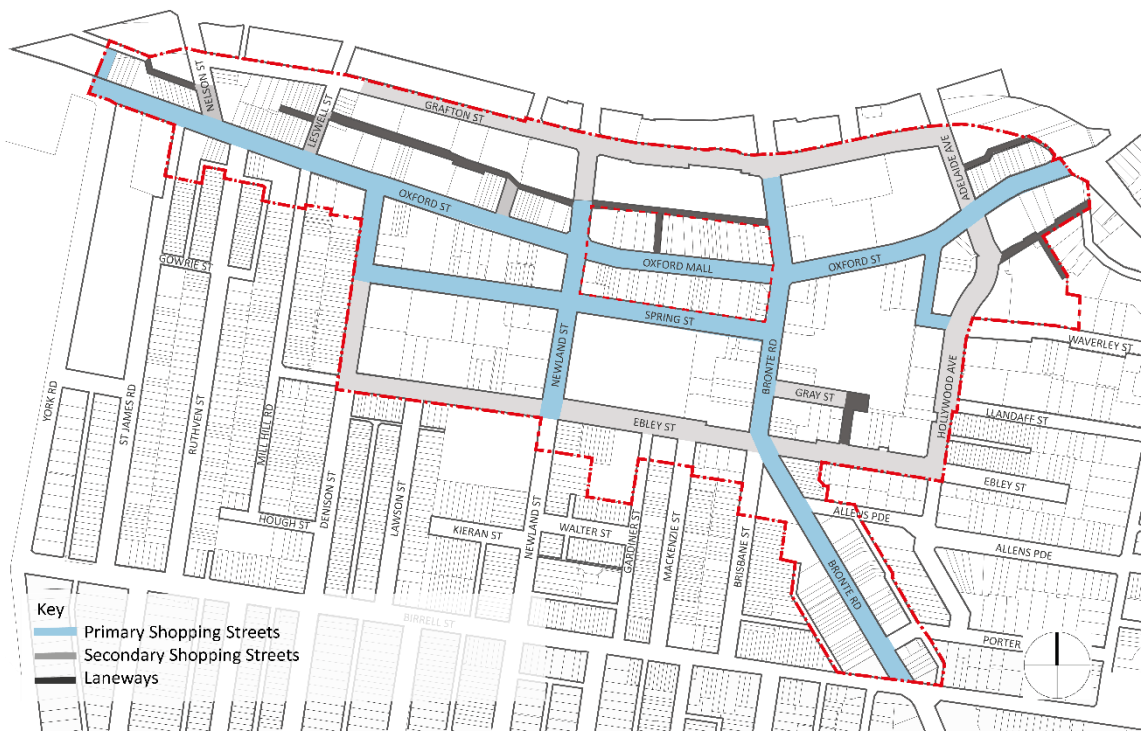 NELSON ST
LESWELL ST
GRAFTON ST
ADELAIDE AVE
OXFORD ST
OXFORD MALL
OXFORD ST
GOWRIE ST
SPRING ST
NEWLAND ST
BRONTE RD
WAVERLEY ST
GRAY ST
HOLLYWOOD AVE
LLANDAFF ST
YORK RD
ST JAMES RD
RUTHVEN ST
MILL HILL RD
EBLEY ST
EBLEY ST
DENISON ST
LAWSON ST
HOUGH ST
KIERAN ST
NEWLAND ST
WALTER ST
GARDINER ST
MACKENZIE ST
BRISBANE ST
ALLENS PDE
ALLENS PDE
BRONTE RD
BIRRELL ST
PORTER
Key
Primary Shopping Streets
Secondary Shopping Streets
Laneways